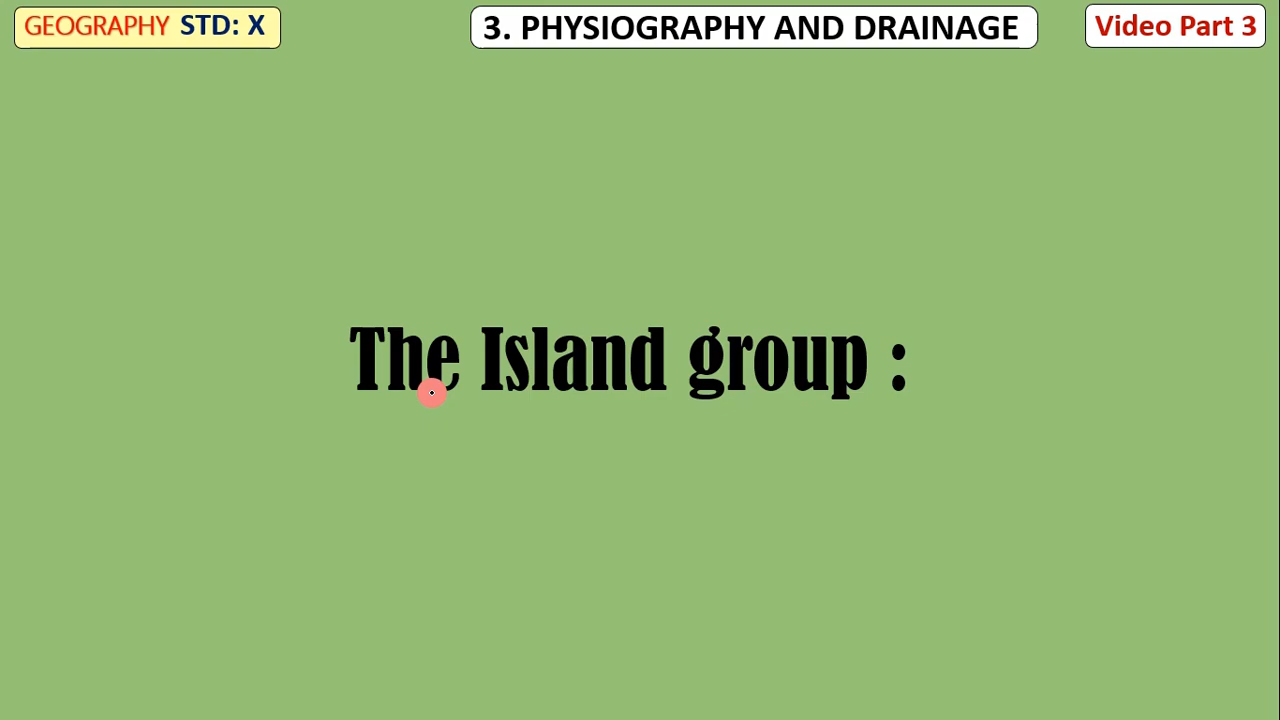 GEOGRAPHY STD: X
3. PHYSIOGRAPHY AND DRAINAGE
Video Part 3
The Island group :